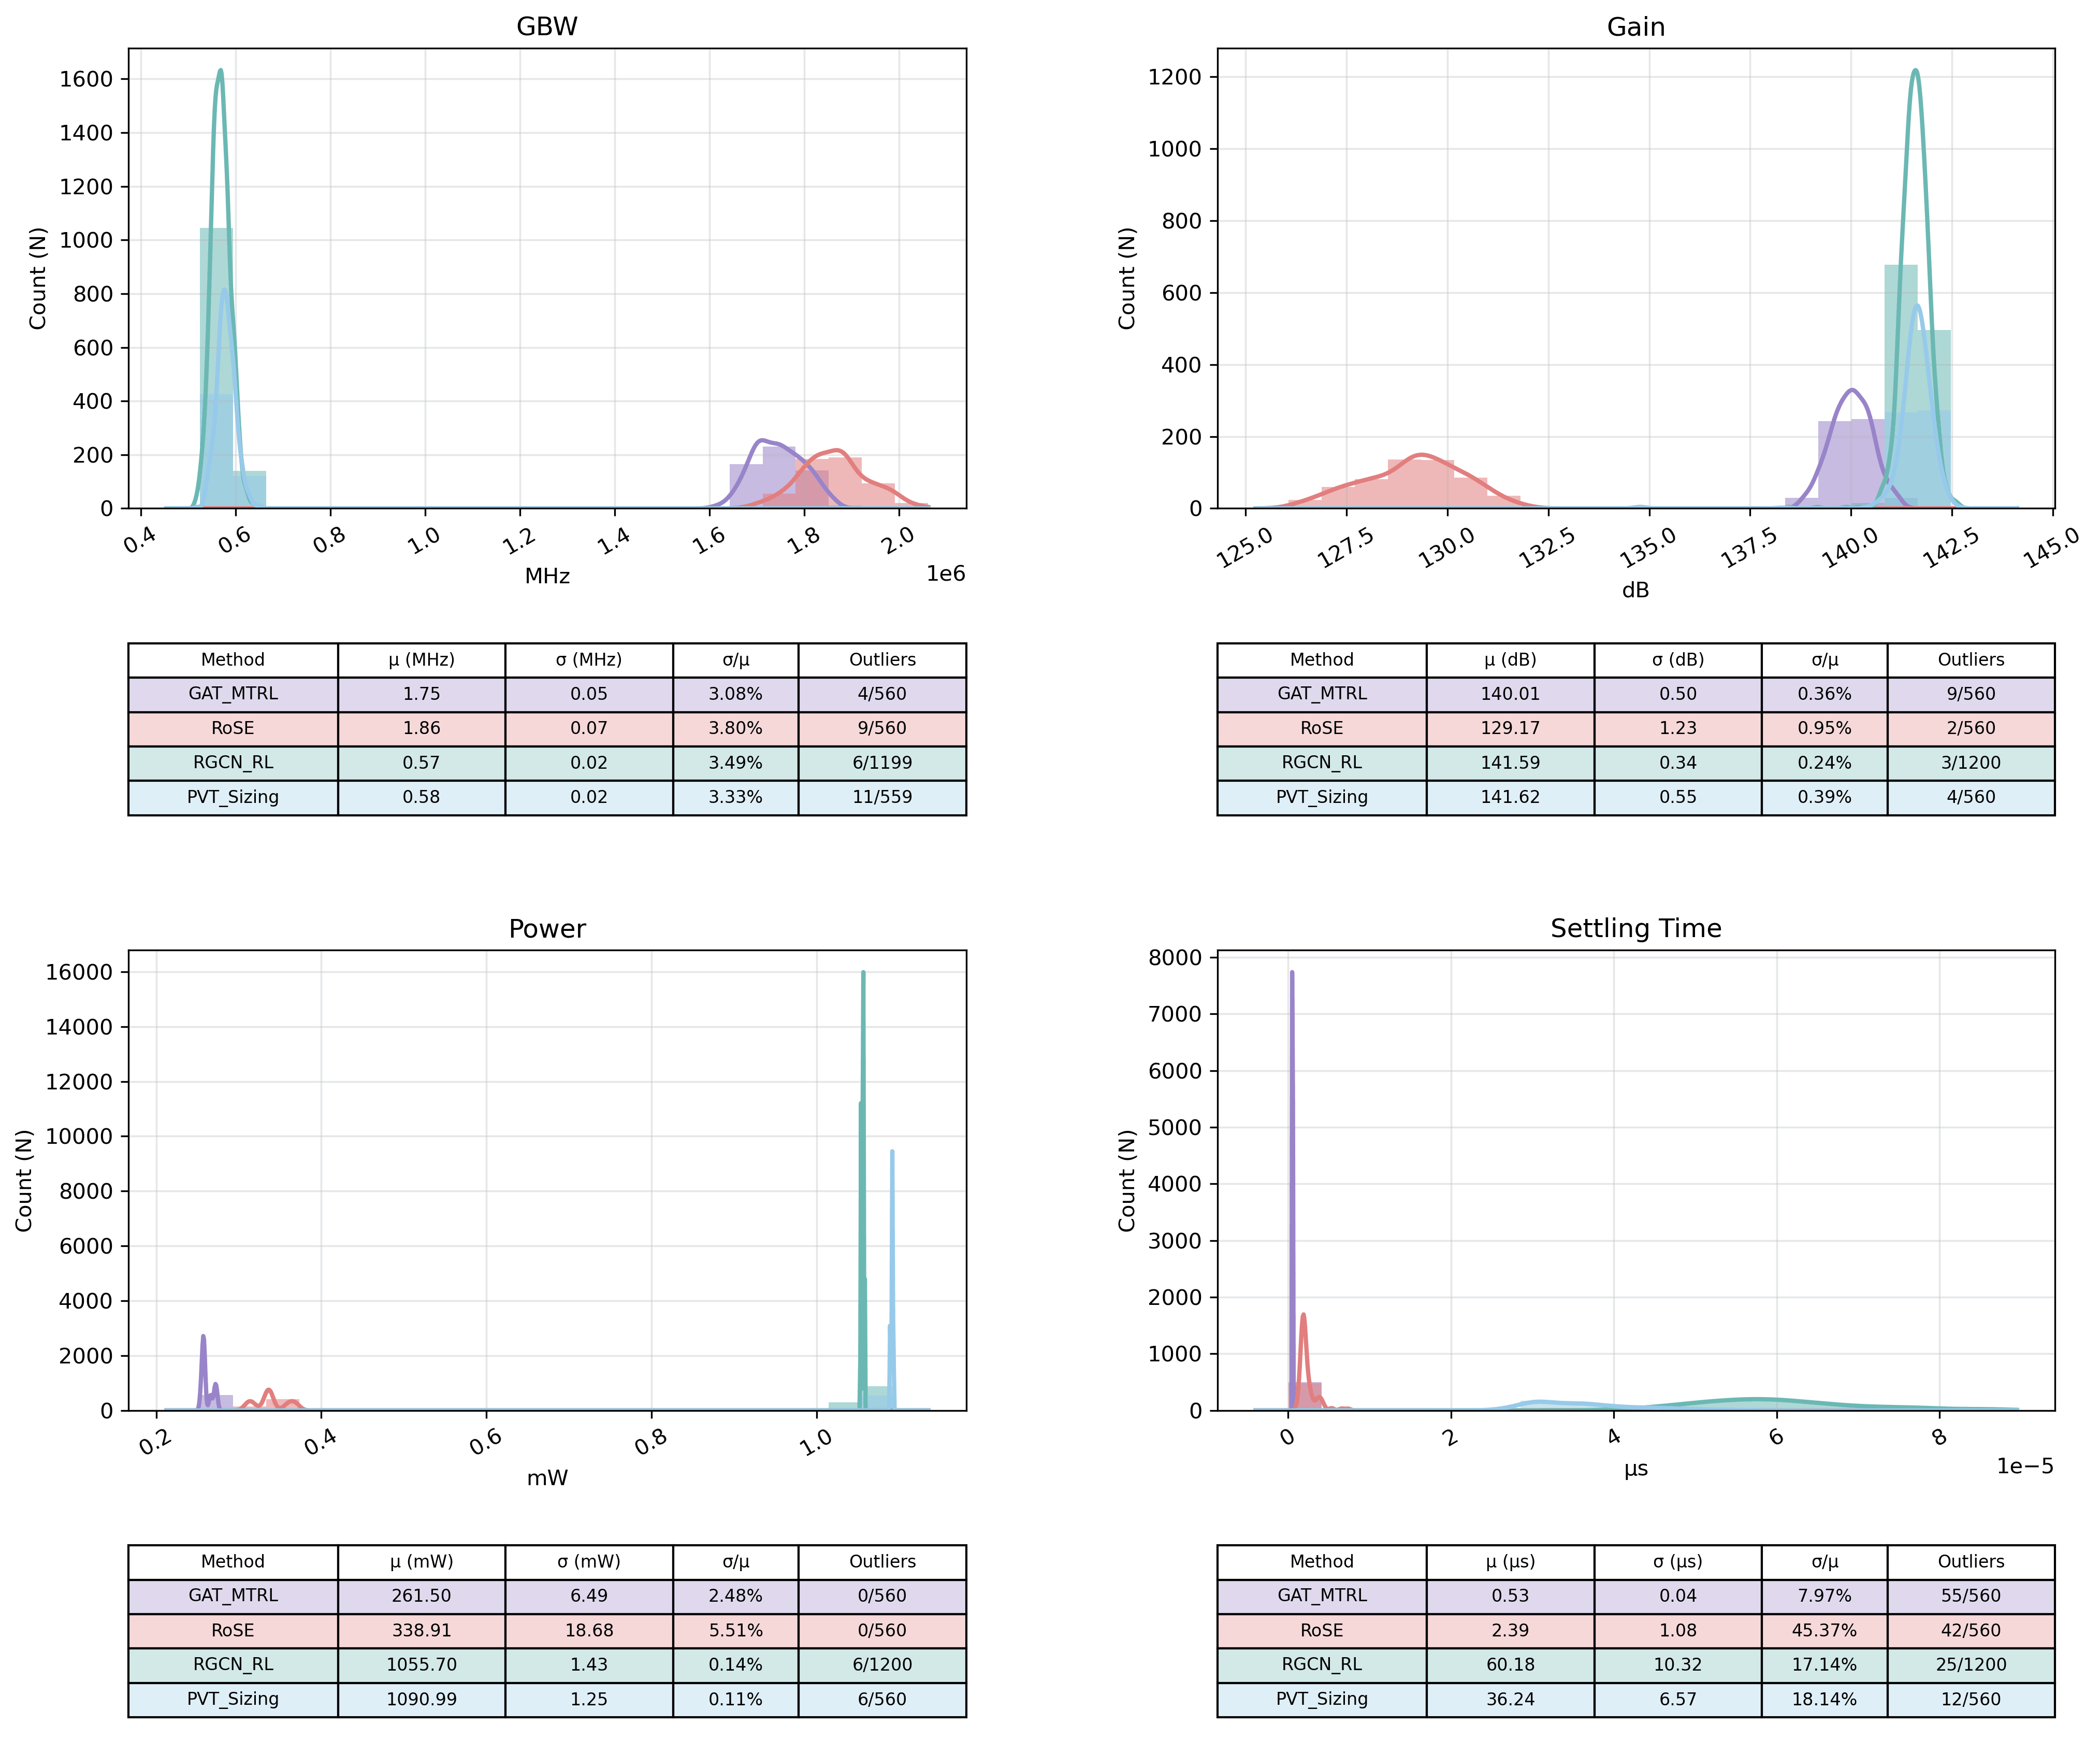 GBW
1600
1400
1200
1000
800
600
400
200
0
Count (N)
0.4 0.6 0.8 1.0 1.2 1.4 1.6 1.8 2.0
MHz
1e6
Method μ (MHz) σ (MHz) σ/μ Outliers
GAT_MTRL 1.75 0.05 3.08% 4/560
RoSE 1.86 0.07 3.80% 9/560
RGCN_RL 0.57 0.02 3.49% 6/1199
PVT_Sizing 0.58 0.02 3.33% 11/559
Gain
1200
1000
800
600
400
200
0
Count (N)
125.0 127.5 130.0 132.5 135.0 137.5 140.0 142.5 145.0
dB
Method μ (dB) σ (dB) σ/μ Outliers
GAT_MTRL 140.01 0.50 0.36% 9/560
RoSE 129.17 1.23 0.95% 2/560
RGCN_RL 141.59 0.34 0.24% 3/1200
PVT_Sizing 141.62 0.55 0.39% 4/560
Power
16000
14000
12000
10000
8000
6000
4000
2000
0
Count (N)
0.2 0.4 0.6 0.8 1.0
mW
Method μ (mW) σ (mW) σ/μ Outliers
GAT_MTRL 261.50 6.49 2.48% 0/560
RoSE 338.91 18.68 5.51% 0/560
RGCN_RL 1055.70 1.43 0.14% 6/1200
PVT_Sizing 1090.99 1.25 0.11% 6/560
Settling Time
8000
7000
6000
5000
4000
3000
2000
1000
0
Count (N)
0 2 4 6 8
μs
1e−5
Method μ (μs) σ (μs) σ/μ Outliers
GAT_MTRL 0.53 0.04 7.97% 55/560
RoSE 2.39 1.08 45.37% 42/560
RGCN_RL 60.18 10.32 17.14% 25/1200
PVT_Sizing 36.24 6.57 18.14% 12/560